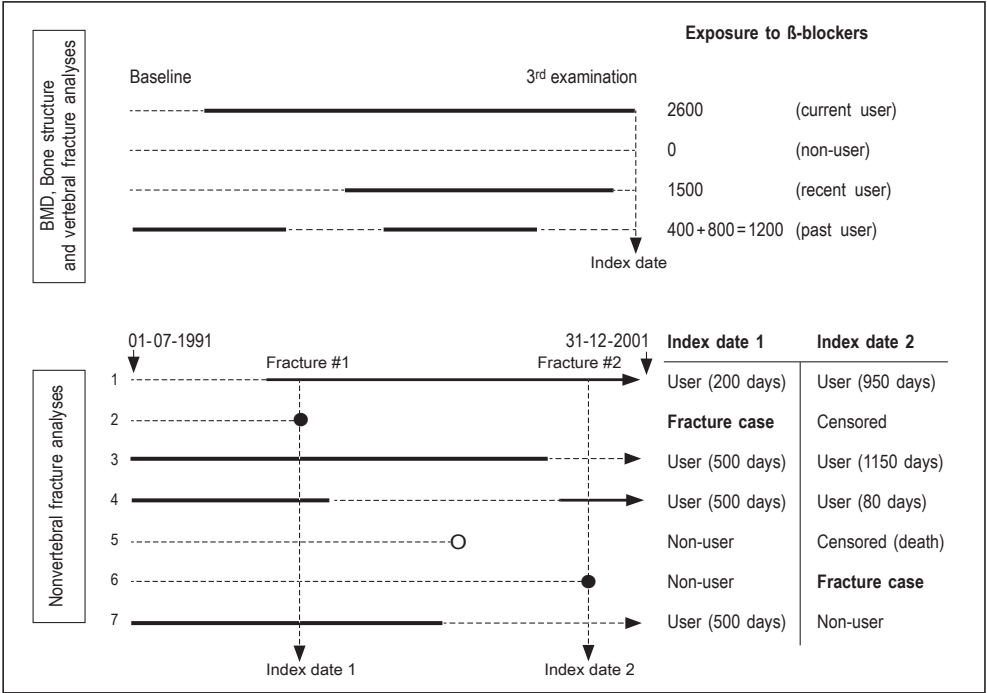 BMD, Bone structure
and vertebral fracture analyses
Exposure to ß-blockers
Baseline 3rd examination
2600 (current user)
0 (non-user)
1500 (recent user)
400+800=1200 (past user)
Index date
Nonvertebral fracture analyses
01-07-1991 31-12-2001 Index date 1 Index date 2
Fracture #1 Fracture #2
1 User (200 days) User (950 days)
2 Fracture case Censored
3 User (500 days) User (1150 days)
4 User (500 days) User (80 days)
5 Non-user Censored (death)
6 Non-user Fracture case
7 User (500 days) Non-user
Index date 1 Index date 2